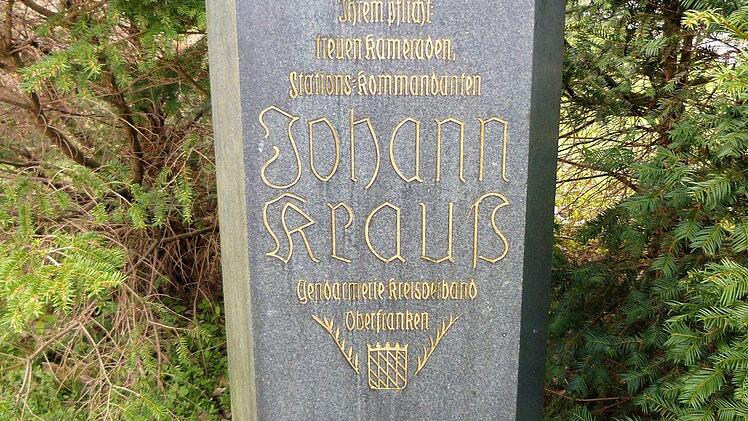 Ihrem pflicht
treuen Kameraden,
Stations-Kommandanten
Johann
Krauß
Gendarmerie Kreisverband
Oberfranken